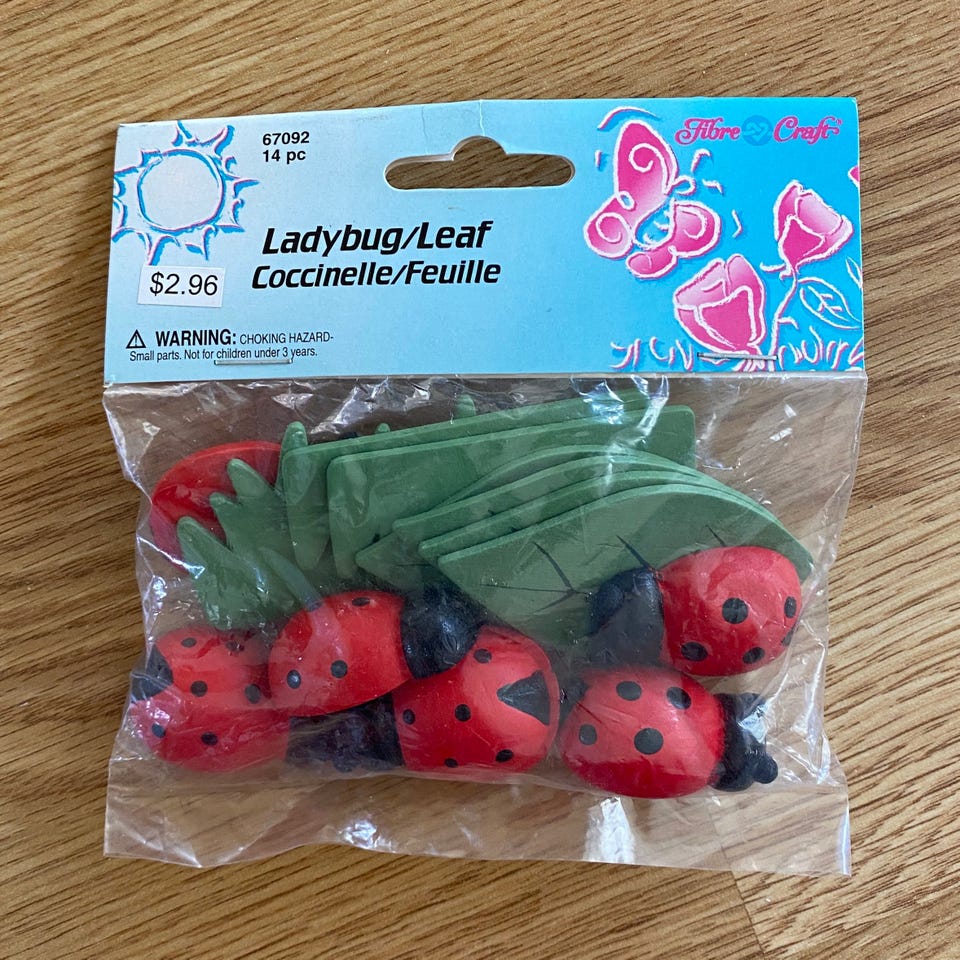 67092
14 pc
Fibre Craft®
Ladybug/Leaf
Coccinelle/Feuille
$2.96
⚠ WARNING: CHOKING HAZARD-
Small parts. Not for children under 3 years.